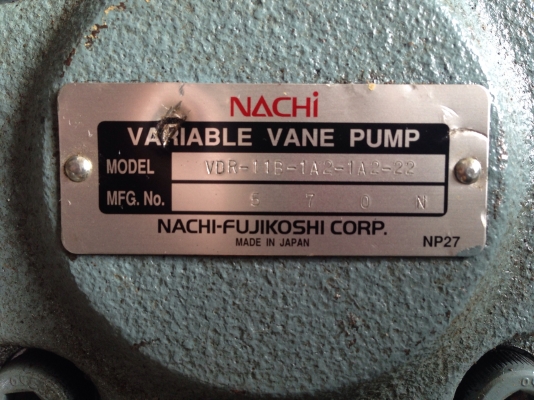 NACHi
VARIABLE VANE PUMP
MODEL VDR-11B-1A2-1A2-22
MFG. No. 5 7 0 N
NACHI-FUJIKOSHI CORP.
MADE IN JAPAN
NP27